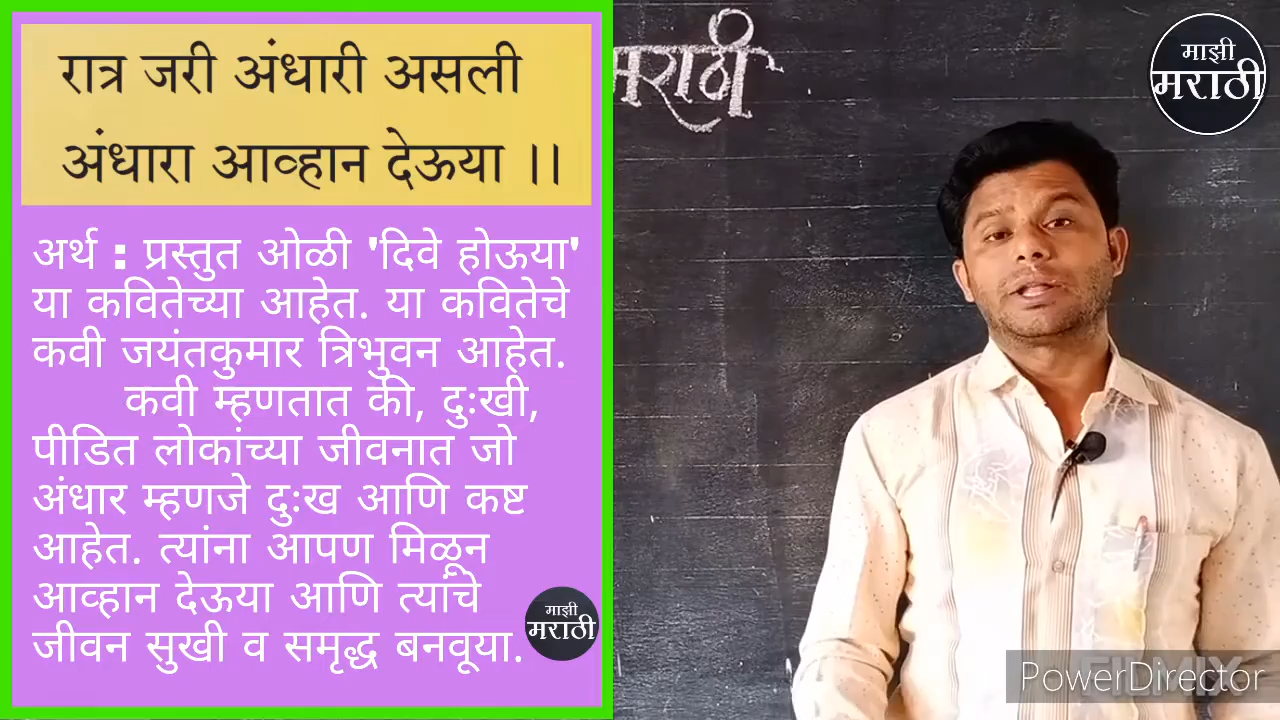 रात्र जरी अंधारी असली
अंधारा आव्हान देऊया ।।
अर्थ : प्रस्तुत ओळी 'दिवे होऊया'
या कवितेच्या आहेत. या कवितेचे
कवी जयंतकुमार त्रिभुवन आहेत.
कवी म्हणतात की, दुःखी,
पीडित लोकांच्या जीवनात जो
अंधार म्हणजे दुःख आणि कष्ट
आहेत. त्यांना आपण मिळून
आव्हान देऊया आणि त्यांचे
जीवन सुखी व समृद्ध बनवूया.
माझी
मराठी
मराठी
माझी
मराठी
PowerDirector